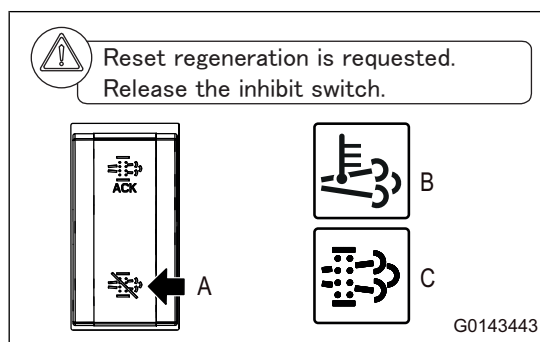 Reset regeneration is requested.
Release the inhibit switch.
ACK
A
B
C
G0143443